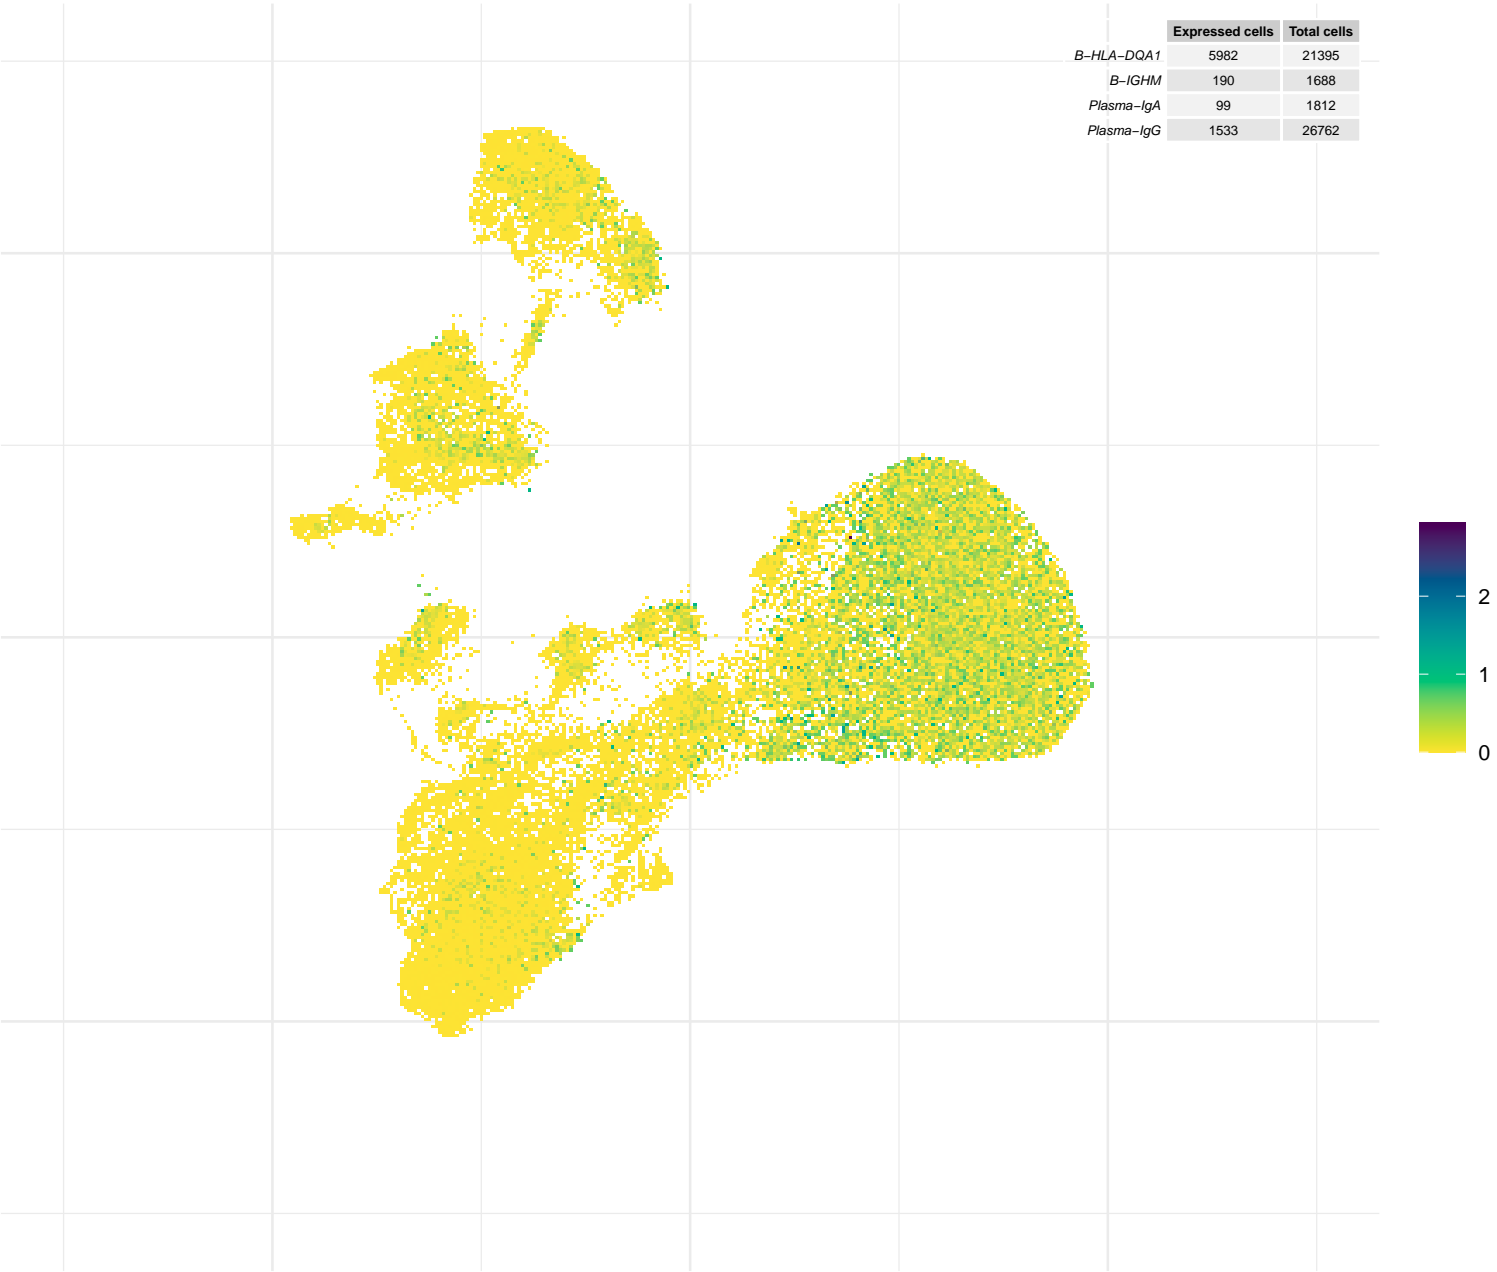 Expressed cells Total cells
B−HLA−DQA1 5982 21395
B−IGHM 190 1688
Plasma−IgA 99 1812
Plasma−IgG 1533 26762
2
1
0